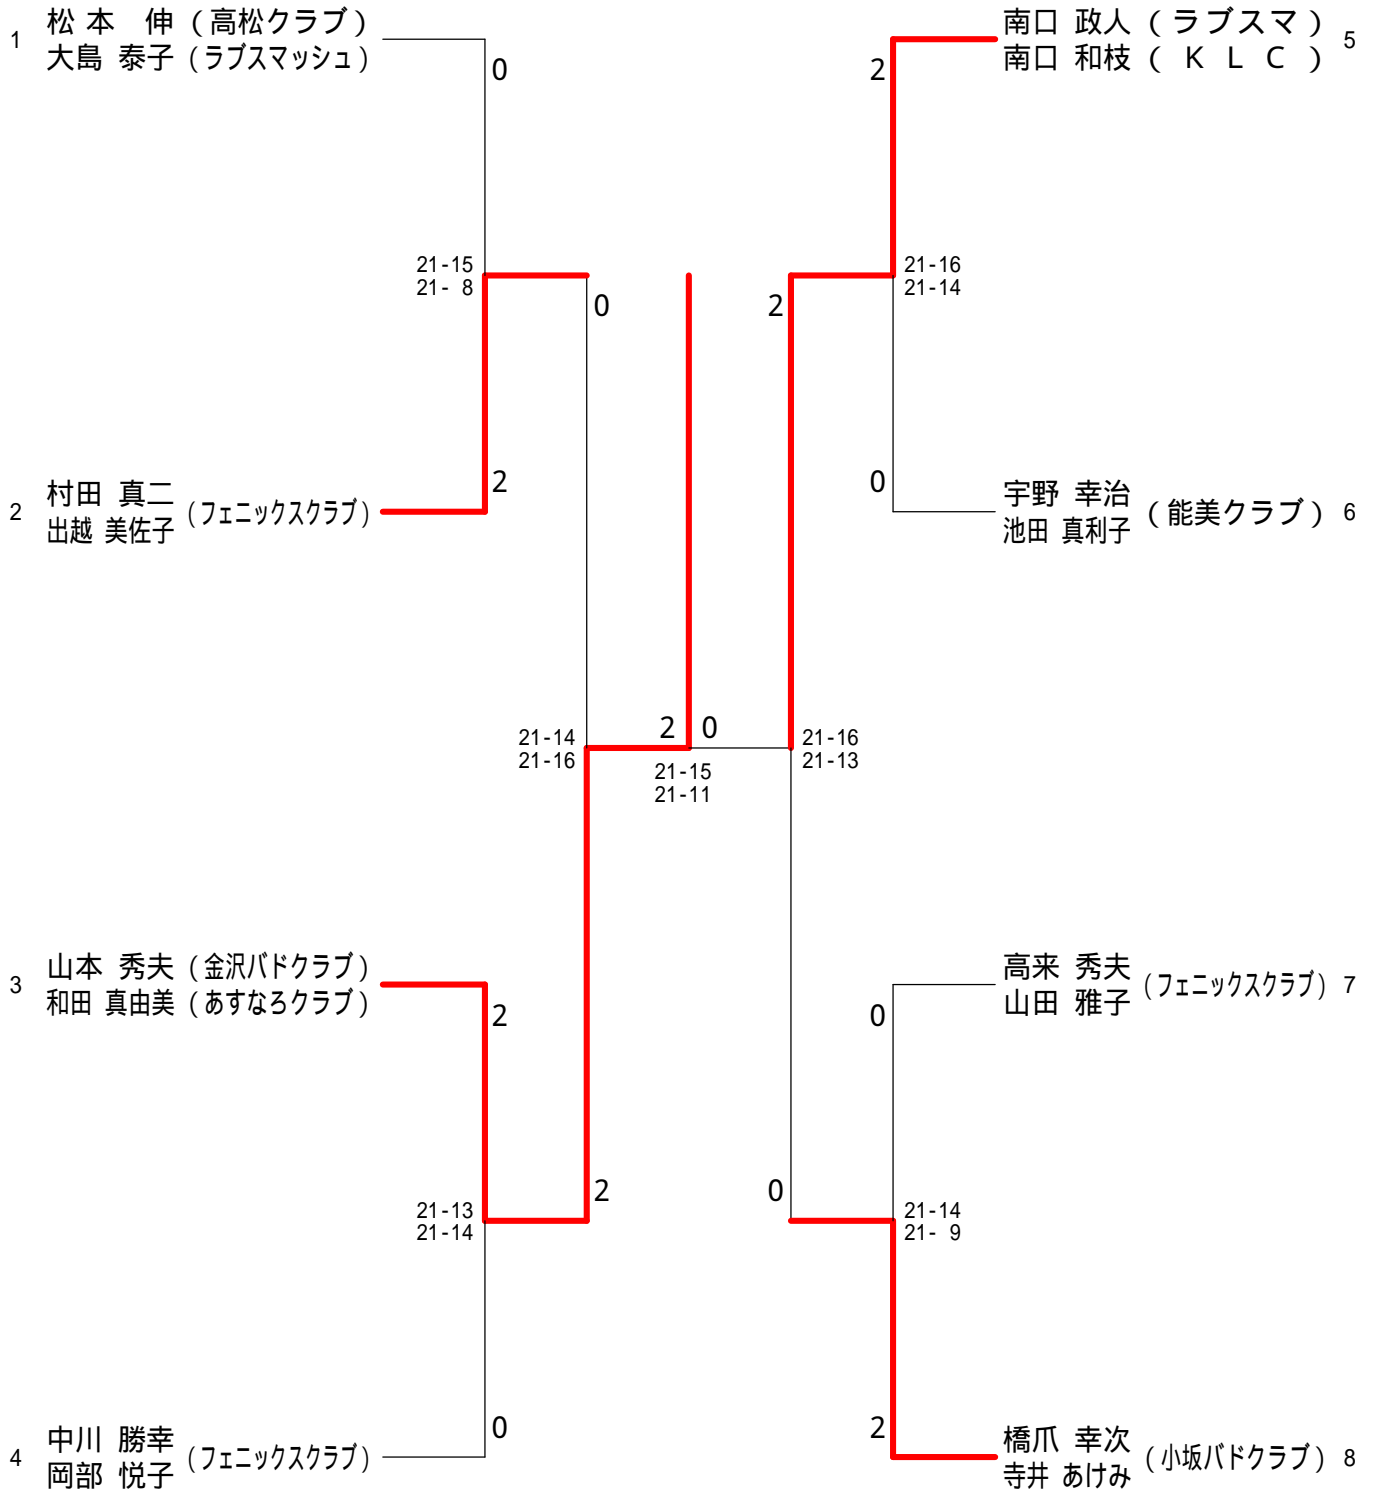 1 松本 伸 (高松クラブ)
大島 泰子 (ラブスマッシュ)
0
21-15
21- 8
0
2
2 村田 真二
出越 美佐子 (フェニックスクラブ)
21-14
21-16
2 0
21-15
21-11
3 山本 秀夫 (金沢バドクラブ)
和田 真由美 (あすなろクラブ)
2
21-13
21-14
2
0
4 中川 勝幸
岡部 悦子 (フェニックスクラブ)
南口 政人 (ラブスマ) 5
南口 和枝 (KLC)
2
2
21-16
21-14
0
宇野 幸治
池田 真利子 (能美クラブ) 6
21-16
21-13
高来 秀夫
山田 雅子 (フェニックスクラブ) 7
0
0
21-14
21- 9
2
橋爪 幸次
寺井 あけみ (小坂バドクラブ) 8